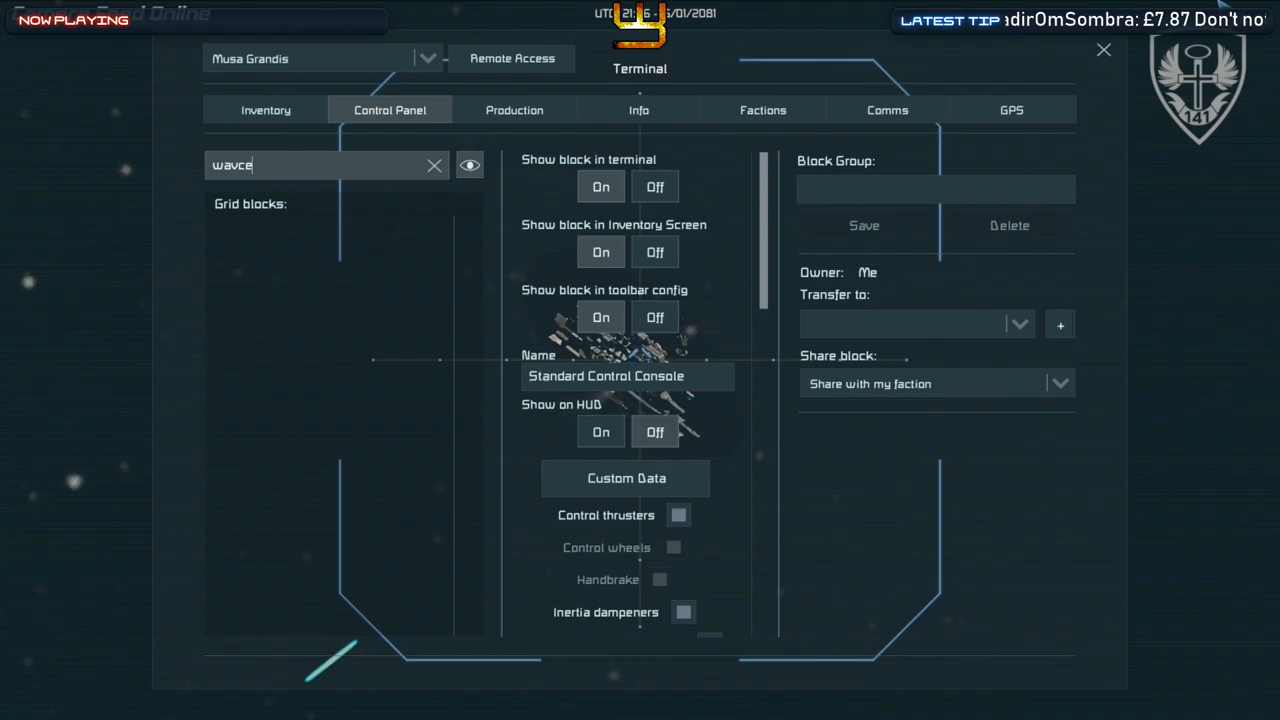 Camera Feed Online
NOW PLAYING
LATEST TIP
adirOmSombra: £7.87 Don't no
Musa Grandis
Remote Access
Terminal
Inventory
Control Panel
Production
Info
Factions
Comms
GPS
141
wavce
Grid blocks:
Show block in terminal
On Off
Show block in Inventory Screen
On Off
Show block in toolbar config
On Off
Name
Standard Control Console
Show on HUD
On Off
Custom Data
Control thrusters
Control wheels
Handbrake
Inertia dampeners
Block Group:
Save Delete
Owner: Me
Transfer to:
+
Share block:
Share with my faction